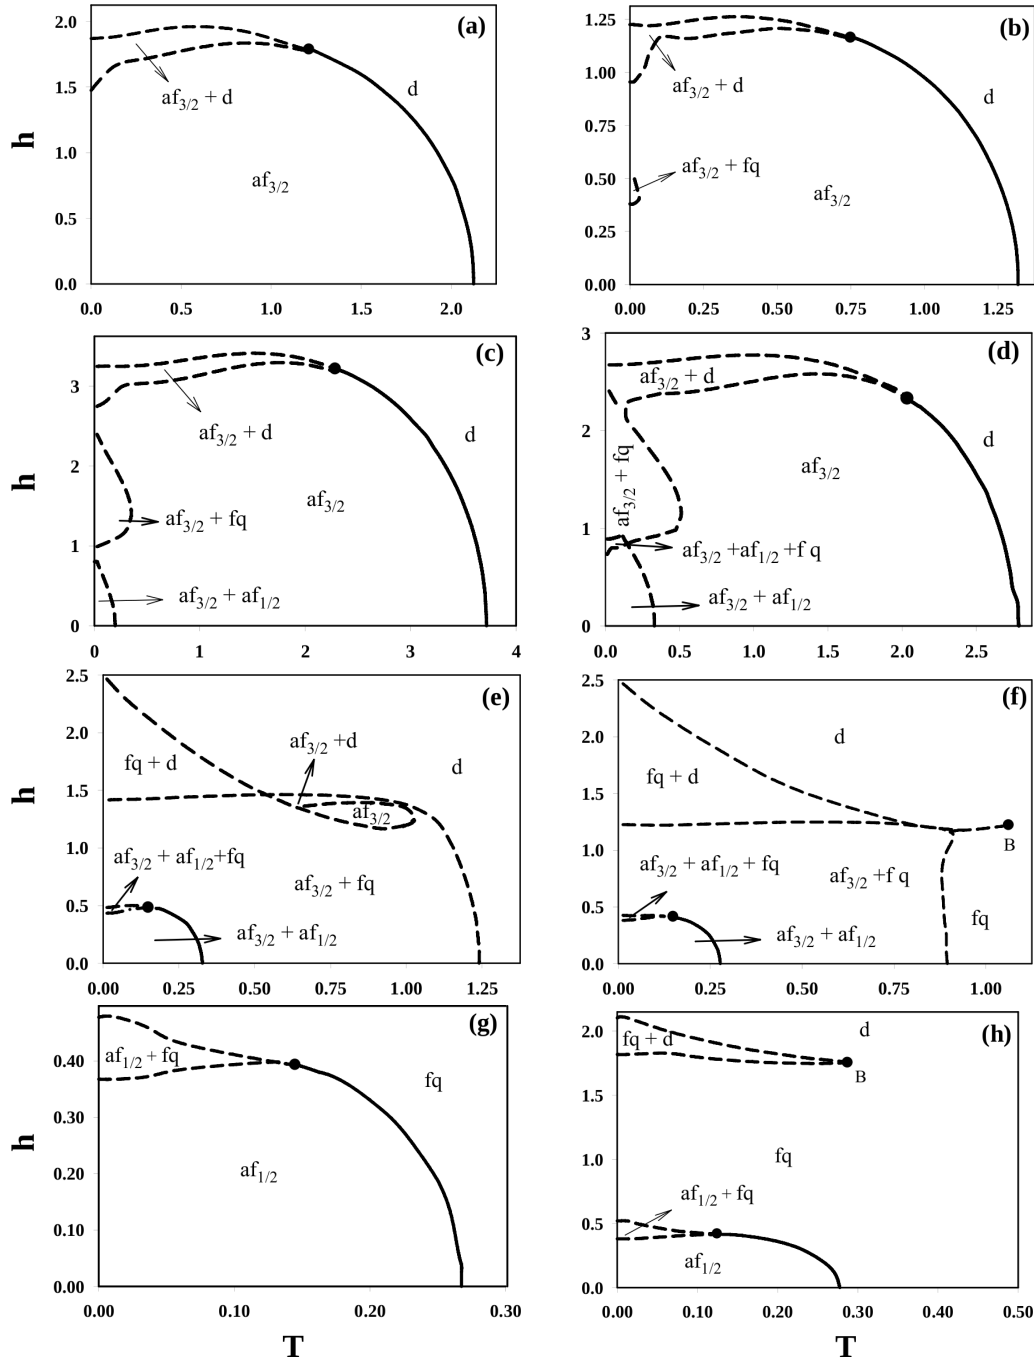 (a)
2.0
1.5
1.0
0.5
0.0
h
af3/2 + d
d
af3/2
0.0 0.5 1.0 1.5 2.0
(b)
1.25
1.00
0.75
0.50
0.25
0.00
af3/2 + d
d
af3/2 + fq
af3/2
0.00 0.25 0.50 0.75 1.00 1.25
(c)
3
2
1
0
h
af3/2 + d
d
af3/2
af3/2 + fq
af3/2 + af1/2
0 1 2 3 4
(d)
3
2
1
0
af3/2 + d
d
af3/2
af3/2 + fq
af3/2 +af1/2 +f q
af3/2 + af1/2
0.0 0.5 1.0 1.5 2.0 2.5
(e)
2.5
2.0
1.5
1.0
0.5
0.0
h
af3/2 +d
fq + d
d
af3/2
af3/2 + af1/2+fq
af3/2 + fq
af3/2 + af1/2
0.00 0.25 0.50 0.75 1.00 1.25
(f)
2.5
2.0
1.5
1.0
0.5
0.0
d
fq + d
B
af3/2 + af1/2 + fq
af3/2 +f q
fq
af3/2 + af1/2
0.00 0.25 0.50 0.75 1.00
(g)
0.40
0.30
0.20
0.10
0.00
h
af1/2 + fq
fq
af1/2
0.00 0.10 0.20 0.30
T
(h)
2.0
1.5
1.0
0.5
0.0
d
fq + d
B
fq
af1/2 + fq
af1/2
0.00 0.10 0.20 0.30 0.40 0.50
T